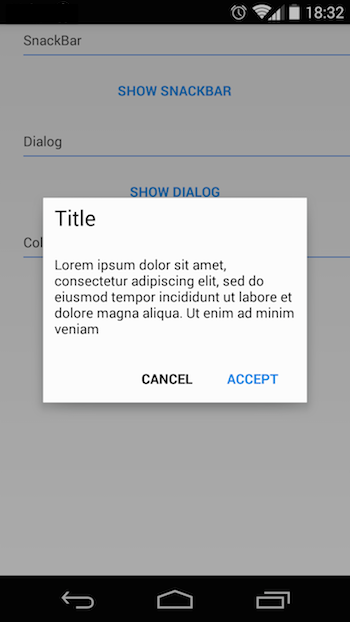 18:32
SnackBar
SHOW SNACKBAR
Dialog
SHOW DIALOG
Title
Col
Lorem ipsum dolor sit amet,
consectetur adipiscing elit, sed do
eiusmod tempor incididunt ut labore et
dolore magna aliqua. Ut enim ad minim
veniam
CANCEL ACCEPT